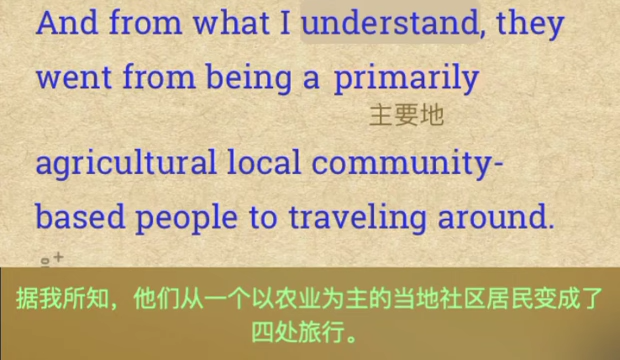 And from what I understand, they
went from being a primarily
主要地
agricultural local community-
based people to traveling around.
据我所知，他们从一个以农业为主的当地社区居民变成了
四处旅行。